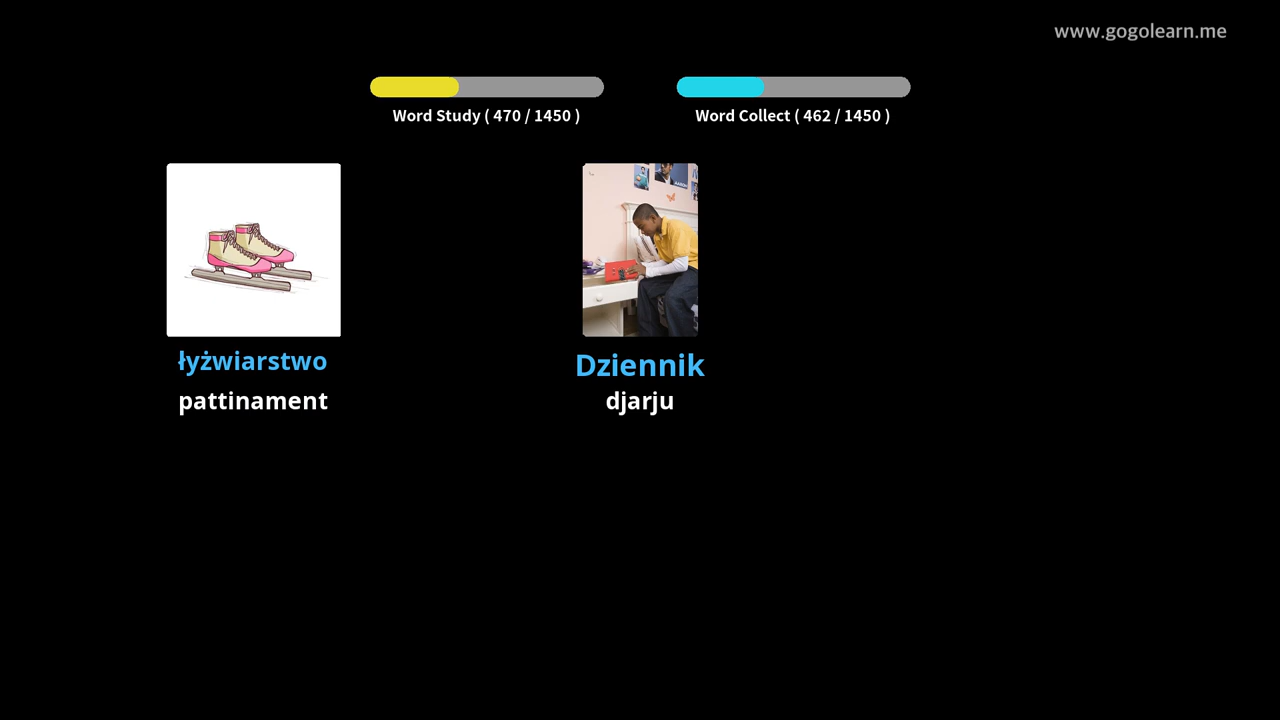 www.gogolearn.me
Word Study ( 470 / 1450 )
Word Collect ( 462 / 1450 )
łyżwiarstwo
pattinament
Dziennik
djarju